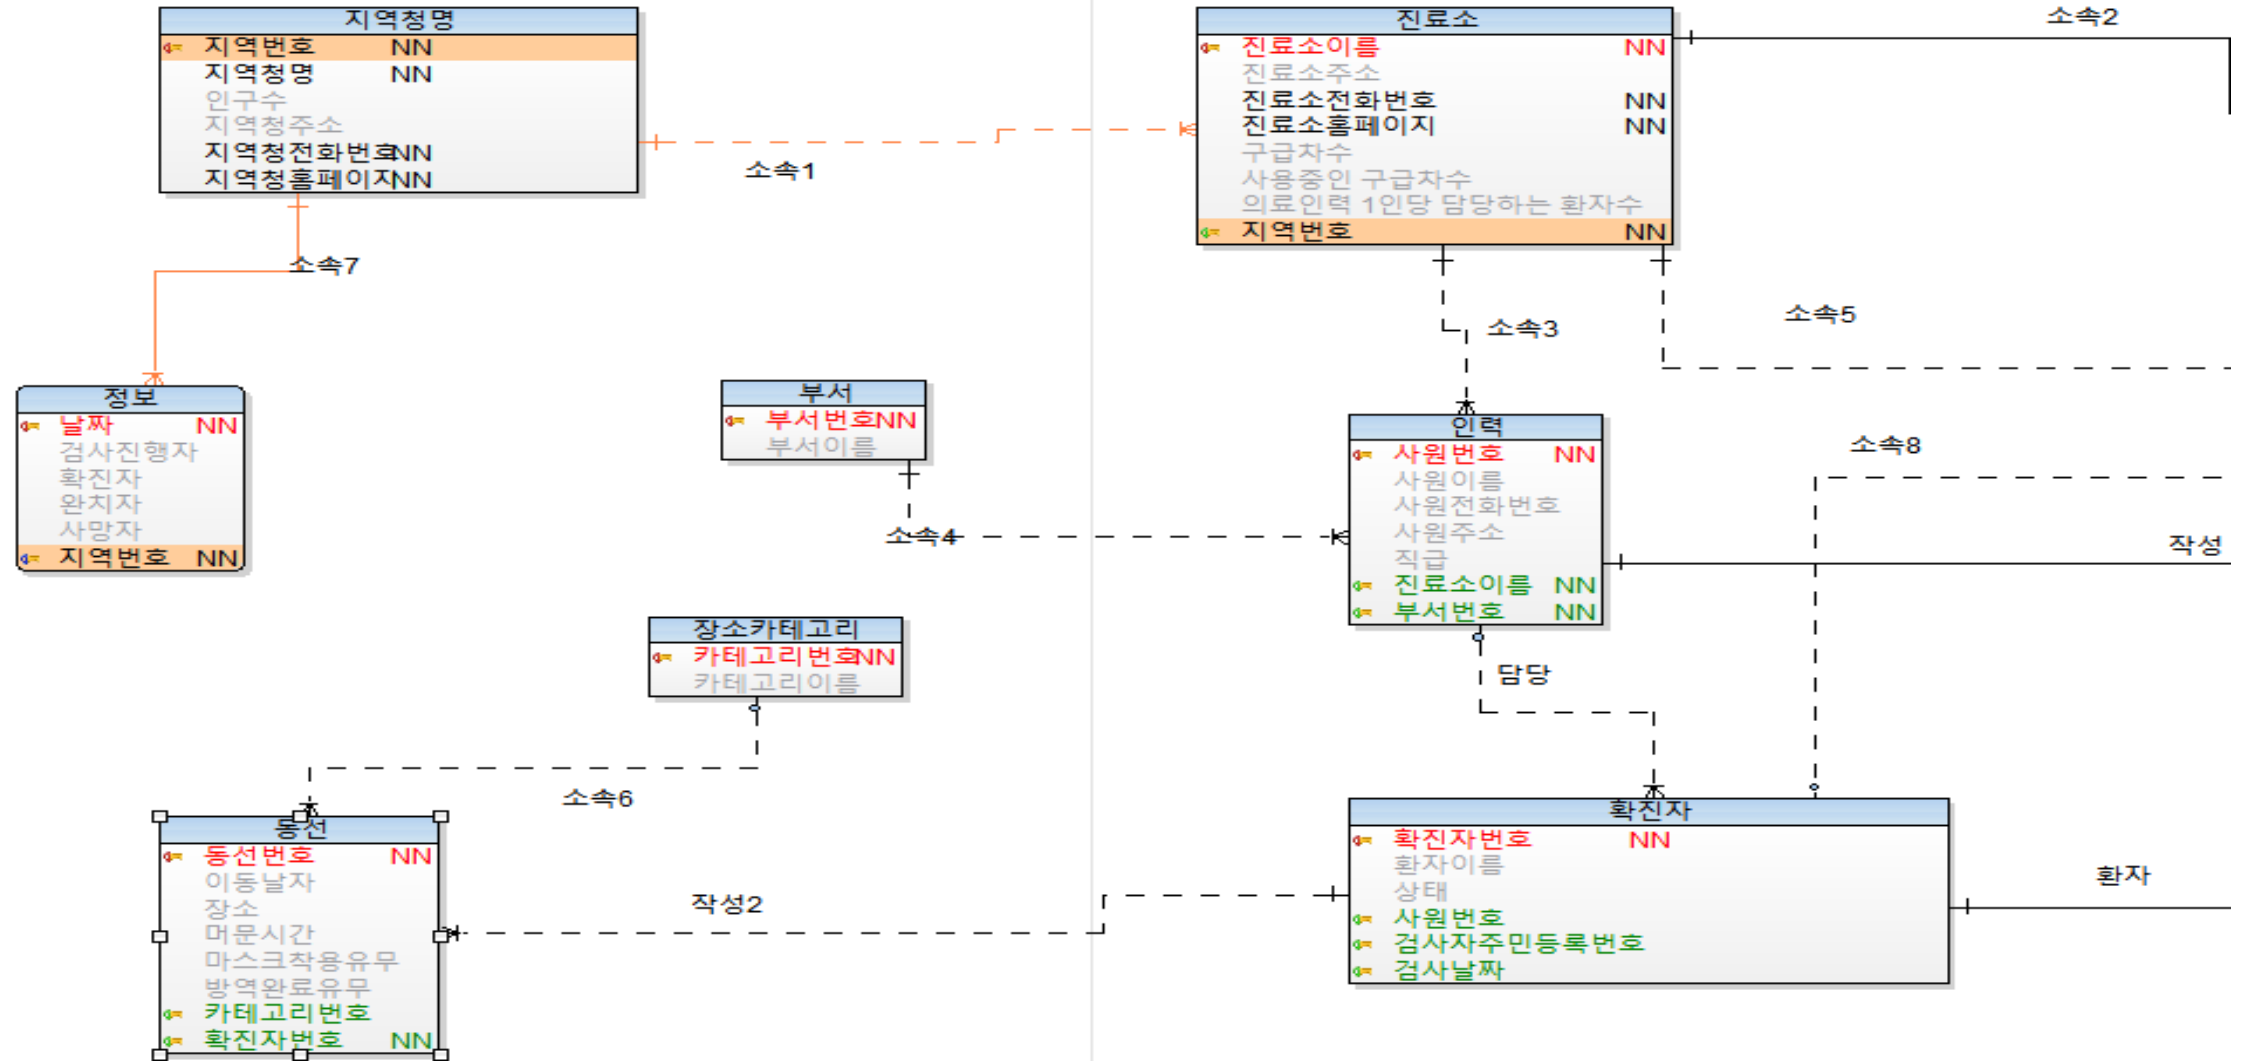 지역청명
지역번호 NN
지역청명 NN
인구수
지역청주소
지역청전화번호NN
지역청홈페이지NN
소속1
소속7
진료소
진료소이름 NN
진료소주소
진료소전화번호 NN
진료소홈페이지 NN
구급차수
사용중인 구급차수
의료인력 1인당 담당하는 환자수
지역번호 NN
소속2
소속3
소속5
정보
날짜 NN
검사진행자
확진자
완치자
사망자
지역번호 NN
부서
부서번호NN
부서이름
소속4
인력
사원번호 NN
사원이름
사원전화번호
사원주소
직급
진료소이름 NN
부서번호 NN
소속8
작성
담당
장소카테고리
카테고리번호NN
카테고리이름
소속6
동선
동선번호 NN
이동날자
장소
머문시간
마스크착용유무
방역완료유무
카테고리번호
확진자번호 NN
작성2
확진자
확진자번호 NN
환자이름
상태
사원번호
검사자주민등록번호
검사날짜
환자